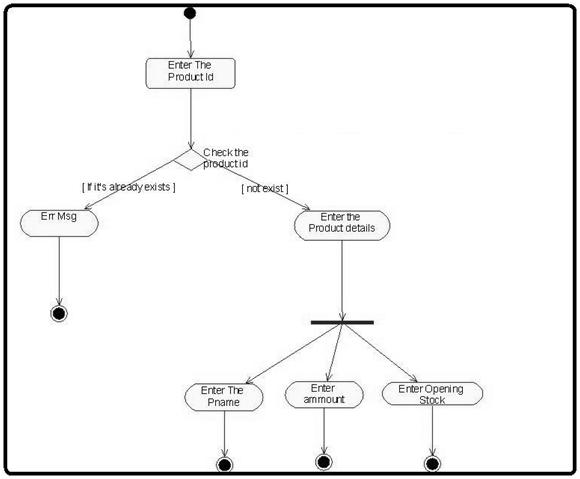 Enter The
Product Id
Check the
product id
[ If it's already exists ]
[ not exist ]
Err Msg
Enter the
Product details
Enter The
Pname
Enter
ammount
Enter Opening
Stock